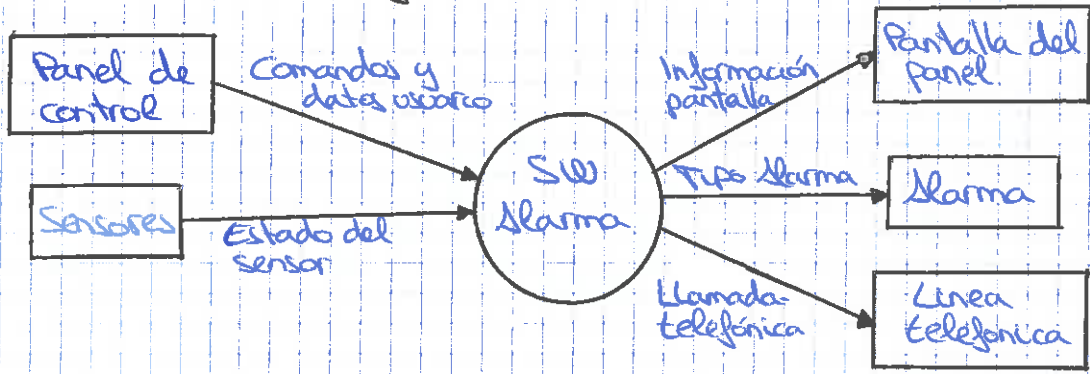 Panel de
control
Comandos y
datos usuario
Sensores
Estado del
sensor
SW
Alarma
Información
pantalla
Pantalla del
panel.
Tipo Alarma
Alarma
Llamada-
telefónica
Linea
telefonica